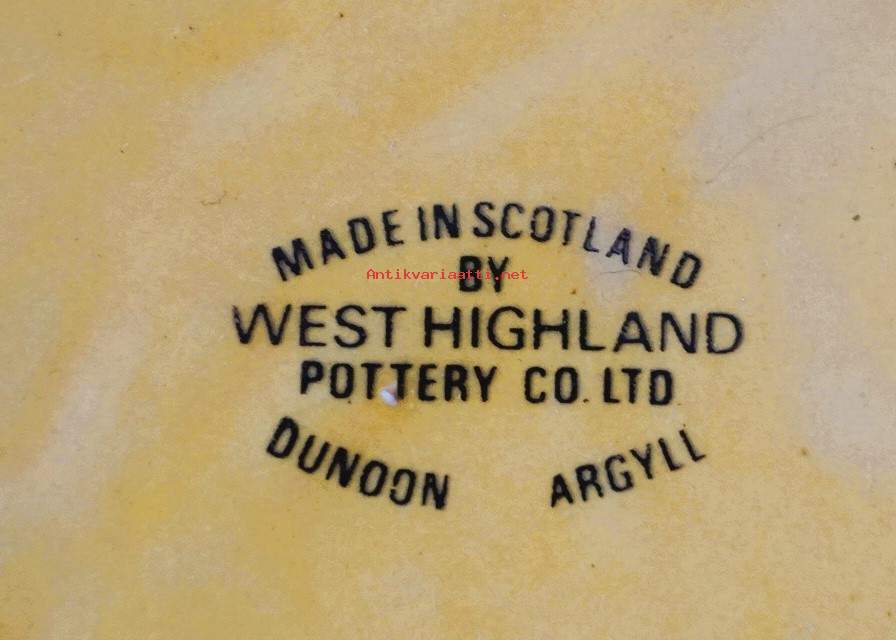 MADE IN SCOTLAND
BY
Antikvariaatti.net
WEST HIGHLAND
POTTERY CO. LTD
DUNOON ARGYLL